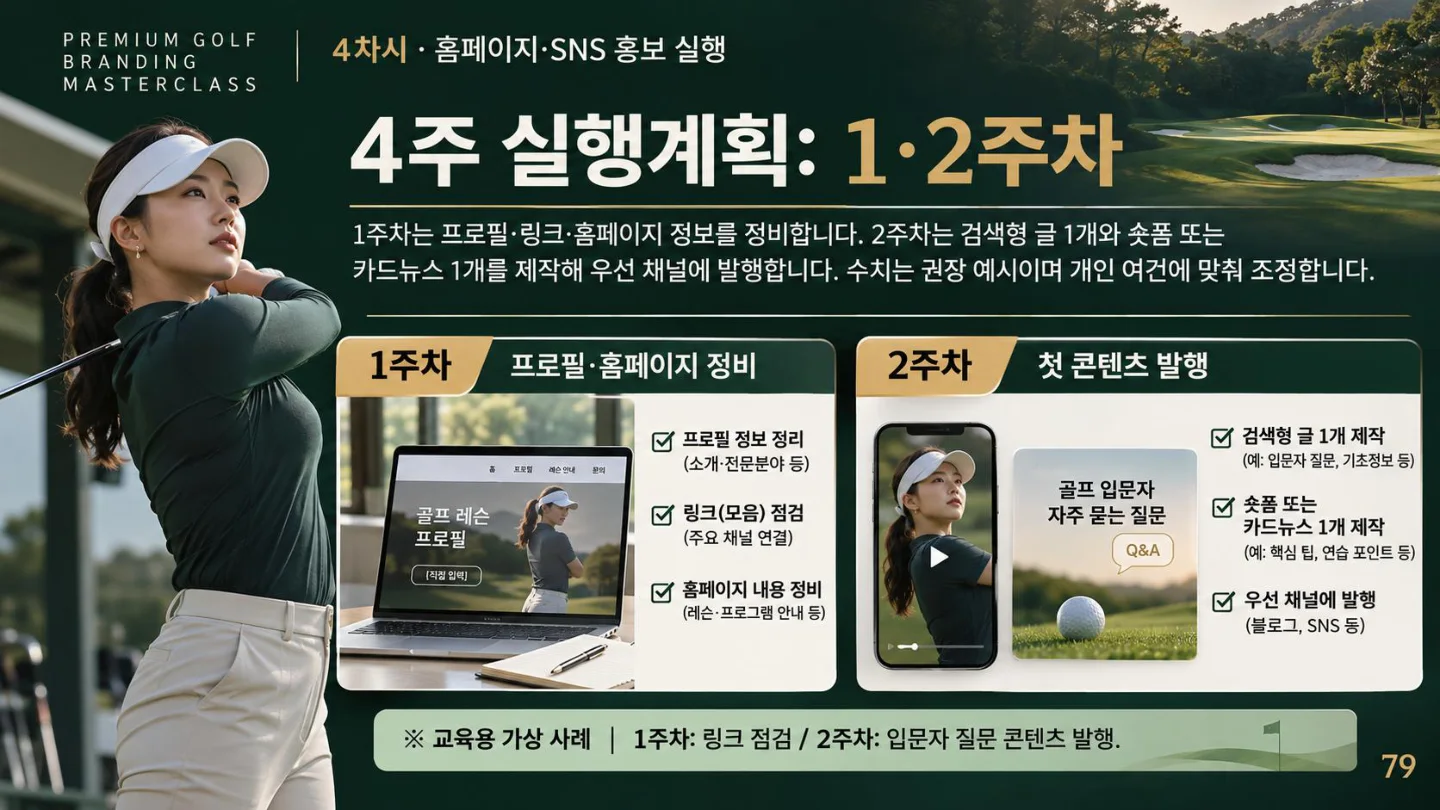 PREMIUM GOLF
BRANDING
MASTERCLASS
4차시 · 홈페이지·SNS 홍보 실행
4주 실행계획: 1·2주차
1주차는 프로필·링크·홈페이지 정보를 정비합니다. 2주차는 검색형 글 1개와 숏폼 또는
카드뉴스 1개를 제작해 우선 채널에 발행합니다. 수치는 권장 예시이며 개인 여건에 맞춰 조정합니다.
1주차
프로필·홈페이지 정비
홈 프로필 레슨 안내 문의
골프 레슨
프로필
[직접 입력]
프로필 정보 정리
(소개·전문분야 등)
링크(모음) 점검
(주요 채널 연결)
홈페이지 내용 정비
(레슨·프로그램 안내 등)
2주차
첫 콘텐츠 발행
골프 입문자
자주 묻는 질문
Q&A
검색형 글 1개 제작
(예: 입문자 질문, 기초정보 등)
숏폼 또는
카드뉴스 1개 제작
(예: 핵심 팁, 연습 포인트 등)
우선 채널에 발행
(블로그, SNS 등)
※ 교육용 가상 사례 | 1주차: 링크 점검 / 2주차: 입문자 질문 콘텐츠 발행.
79